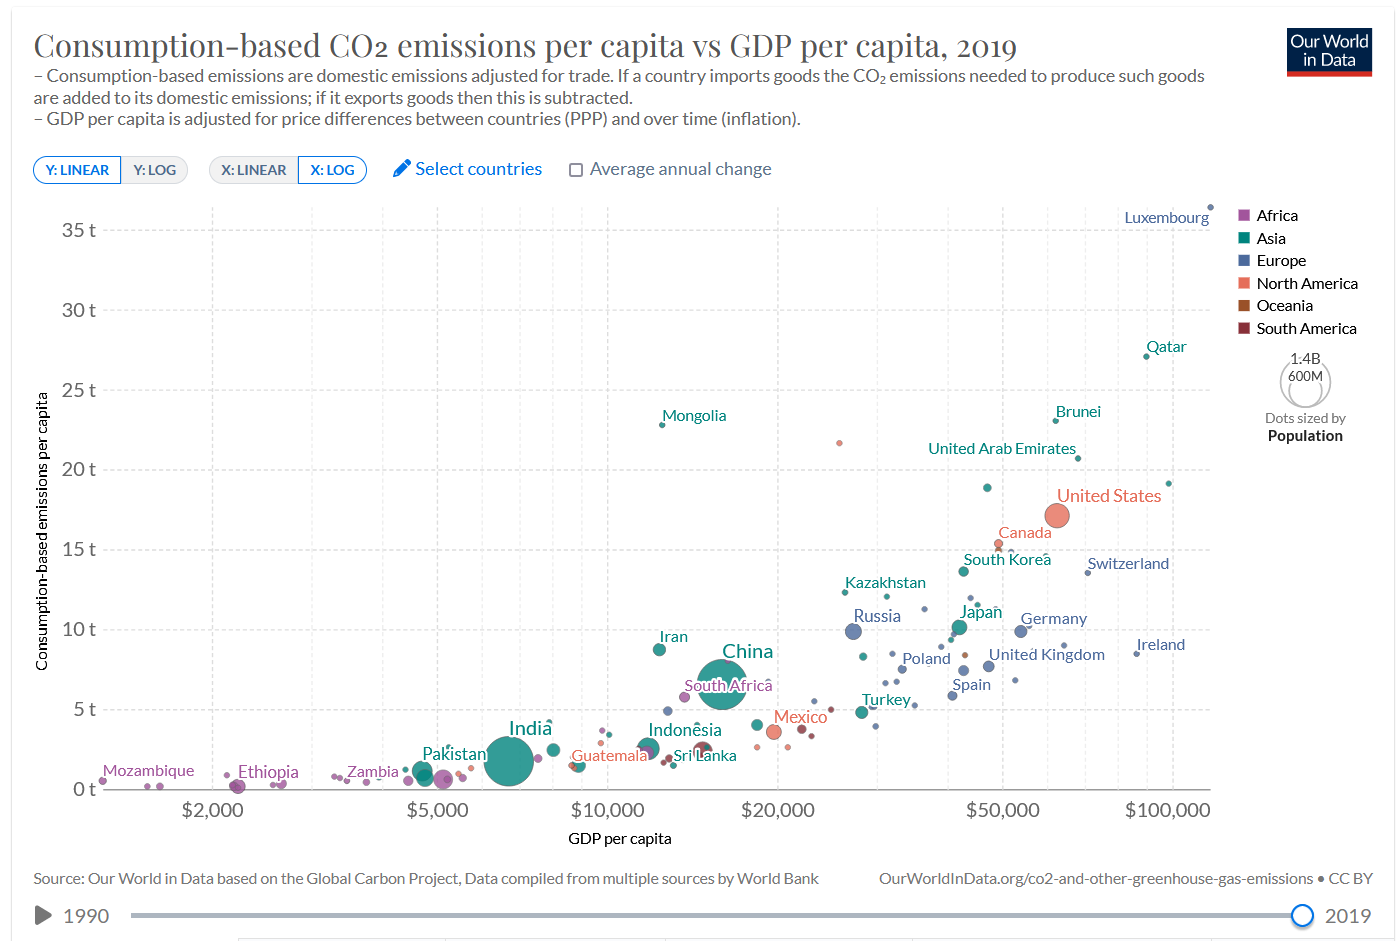 Consumption-based CO2 emissions per capita vs GDP per capita, 2019
– Consumption-based emissions are domestic emissions adjusted for trade. If a country imports goods the CO₂ emissions needed to produce such goods
are added to its domestic emissions; if it exports goods then this is subtracted.
– GDP per capita is adjusted for price differences between countries (PPP) and over time (inflation).
Our World
in Data
Y: LINEAR Y: LOG X: LINEAR X: LOG Select countries Average annual change
Consumption-based emissions per capita
35 t
30 t
25 t
20 t
15 t
10 t
5 t
0 t
Luxembourg
Qatar
Brunei
Mongolia
United Arab Emirates
United States
Canada
South Korea
Switzerland
Kazakhstan
Japan
Russia
Germany
Iran
Ireland
China
Poland
United Kingdom
South Africa
Spain
Turkey
Mexico
India
Indonesia
Pakistan
Guatemala
Sri Lanka
Mozambique
Ethiopia
Zambia
$2,000 $5,000 $10,000 $20,000 $50,000 $100,000
GDP per capita
Africa
Asia
Europe
North America
Oceania
South America
1:4B
600M
Dots sized by
Population
Source: Our World in Data based on the Global Carbon Project, Data compiled from multiple sources by World Bank
OurWorldInData.org/co2-and-other-greenhouse-gas-emissions • CC BY
1990 2019